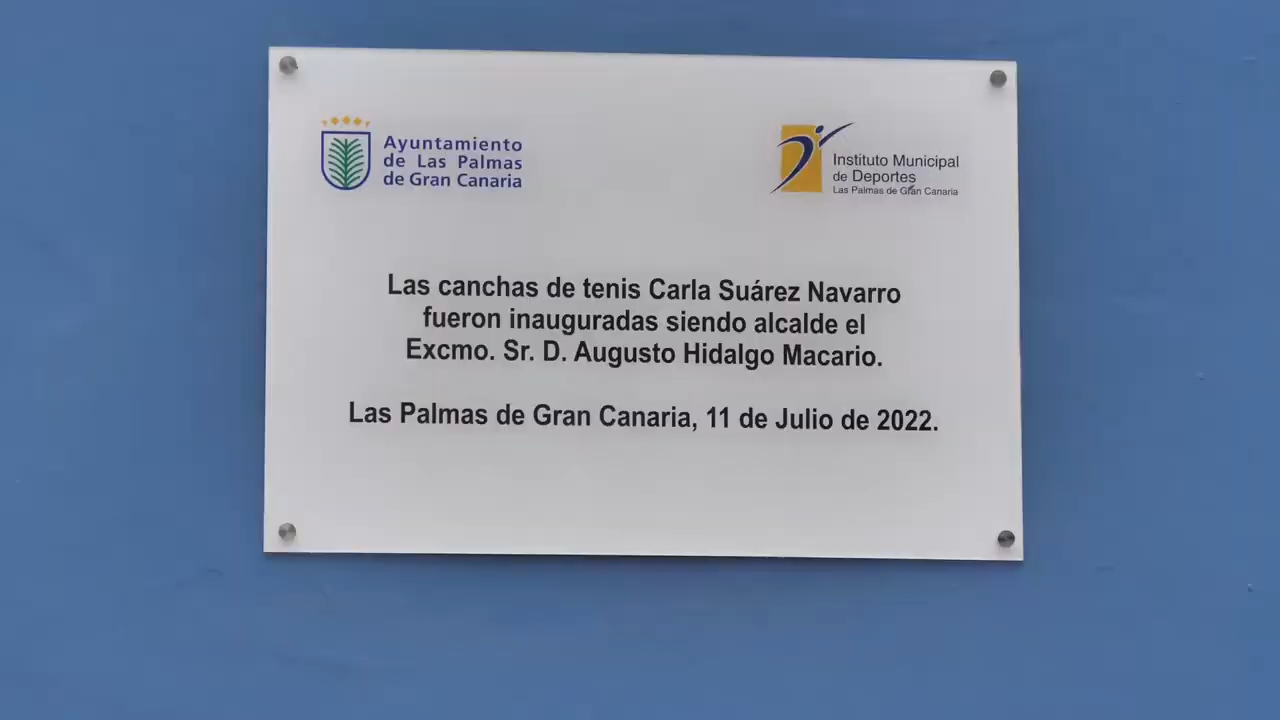 Ayuntamiento
de Las Palmas
de Gran Canaria
Instituto Municipal
de Deportes
Las Palmas de Gran Canaria
Las canchas de tenis Carla Suárez Navarro
fueron inauguradas siendo alcalde el
Excmo. Sr. D. Augusto Hidalgo Macario.
Las Palmas de Gran Canaria, 11 de Julio de 2022.